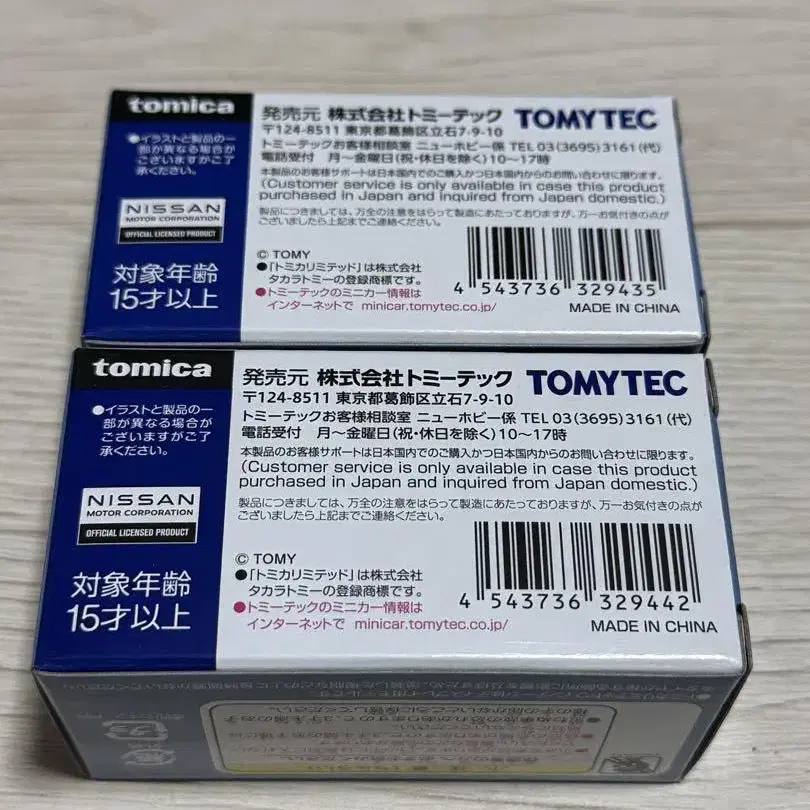 tomica
●イラストと製品の一
部が異なる場合が
ございますがご了
承ください。
NISSAN
MOTOR CORPORATION
OFFICIAL LICENSED PRODUCT
対象年齢
15才以上
発売元 株式会社トミーテック TOMYTEC
〒124-8511 東京都葛飾区立石7-9-10
トミーテックお客様相談室 ニューホビー係 TEL 03(3695)3161(代)
電話受付 月〜金曜日(祝・休日を除く)10〜17時
本製品のお客様サポートは日本国内でのご購入かつ日本国内からのお問い合わせに限ります。
(Customer service is only available in case this product
purchased in Japan and inquired from Japan domestic.)
製品につきましては、万全の注意をはらって製造にあたっておりますが、万一お気付きの点が
ございましたら上記までご連絡ください。
© TOMY
●「トミカリミテッド」は株式会社
タカラトミーの登録商標です。
●トミーテックのミニカー情報は
インターネットで minicar.tomytec.co.jp/
4 543736 329435
MADE IN CHINA
tomica
●イラストと製品の一
部が異なる場合が
ございますがご了
承ください。
NISSAN
MOTOR CORPORATION
OFFICIAL LICENSED PRODUCT
対象年齢
15才以上
発売元 株式会社トミーテック TOMYTEC
〒124-8511 東京都葛飾区立石7-9-10
トミーテックお客様相談室 ニューホビー係 TEL 03(3695)3161(代)
電話受付 月〜金曜日(祝・休日を除く)10〜17時
本製品のお客様サポートは日本国内でのご購入かつ日本国内からのお問い合わせに限ります。
(Customer service is only available in case this product
purchased in Japan and inquired from Japan domestic.)
製品につきましては、万全の注意をはらって製造にあたっておりますが、万一お気付きの点が
ございましたら上記までご連絡ください。
© TOMY
●「トミカリミテッド」は株式会社
タカラトミーの登録商標です。
●トミーテックのミニカー情報は
インターネットで minicar.tomytec.co.jp/
4 543736 329442
MADE IN CHINA